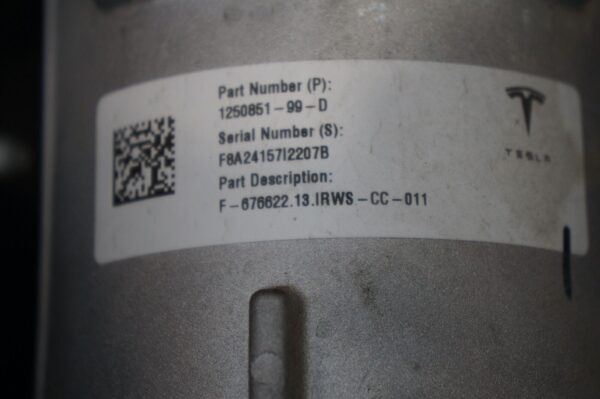 Part Number (P):
1250851-99-D
Serial Number (S):
F8A24157I2207B
Part Description:
F-676622.13.IRWS-CC-011
TESLA